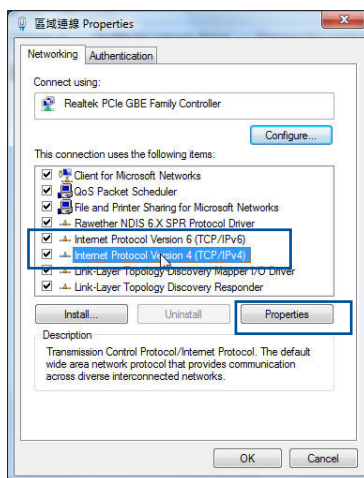 區域連線 Properties
Networking
Authentication
Connect using:
Realtek PCIe GBE Family Controller
Configure...
This connection uses the following items:
Client for Microsoft Networks
QoS Packet Scheduler
File and Printer Sharing for Microsoft Networks
Rawether NDIS 6.X SPR Protocol Driver
Internet Protocol Version 6 (TCP/IPv6)
Internet Protocol Version 4 (TCP/IPv4)
Link-Layer Topology Discovery Mapper I/O Driver
Link-Layer Topology Discovery Responder
Install...
Uninstall
Properties
Description
Transmission Control Protocol/Internet Protocol. The default
wide area network protocol that provides communication
across diverse interconnected networks.
OK
Cancel